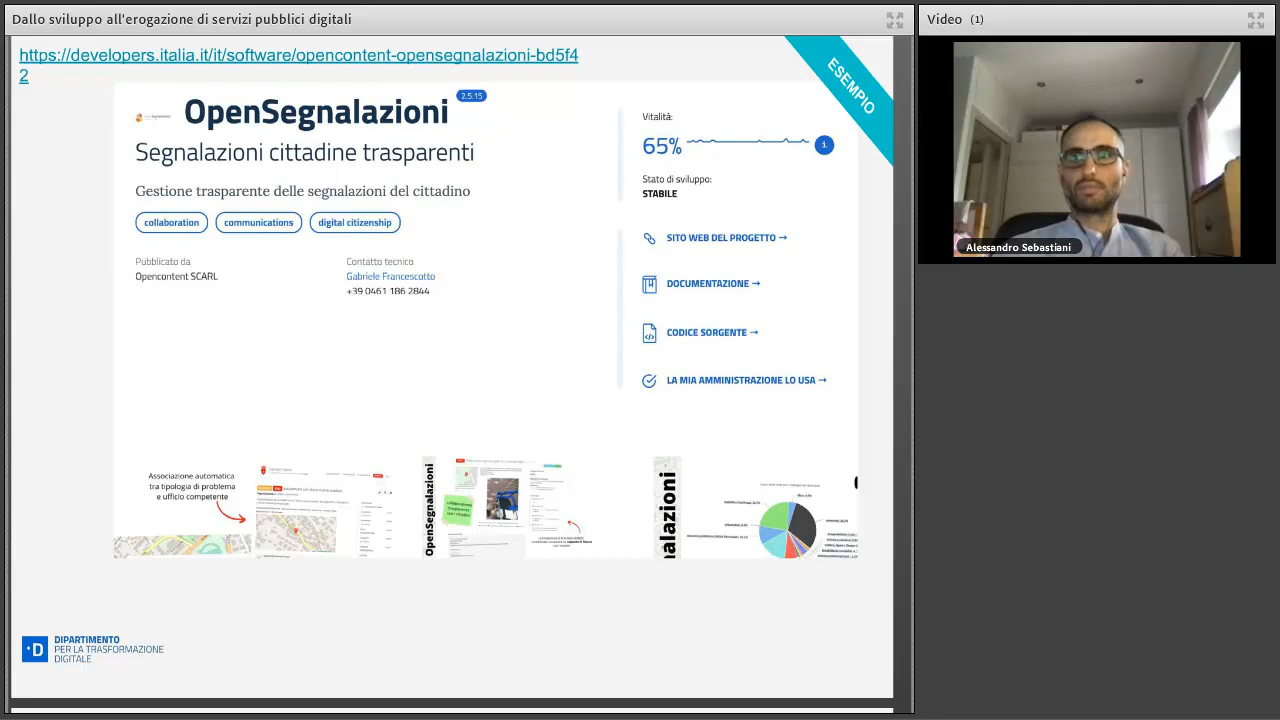 Dallo sviluppo all'erogazione di servizi pubblici digitali
https://developers.italia.it/it/software/opencontent-opensegnalazioni-bd5f4
2
ESEMPIO
OpenSegnalazioni
2.5.15
Segnalazioni cittadine trasparenti
Gestione trasparente delle segnalazioni del cittadino
collaboration
communications
digital citizenship
Pubblicato da
Opencontent SCARL
Contatto tecnico
Gabriele Francescotto
+39 0461 186 2844
Vitalità:
65%
Stato di sviluppo:
STABILE
SITO WEB DEL PROGETTO →
DOCUMENTAZIONE →
CODICE SORGENTE →
LA MIA AMMINISTRAZIONE LO USA →
Associazione automatica
tra tipologia di problema
e ufficio competente
OpenSegnalazioni
nalazioni
·D
DIPARTIMENTO
PER LA TRASFORMAZIONE
DIGITALE
Video (1)
Alessandro Sebastiani